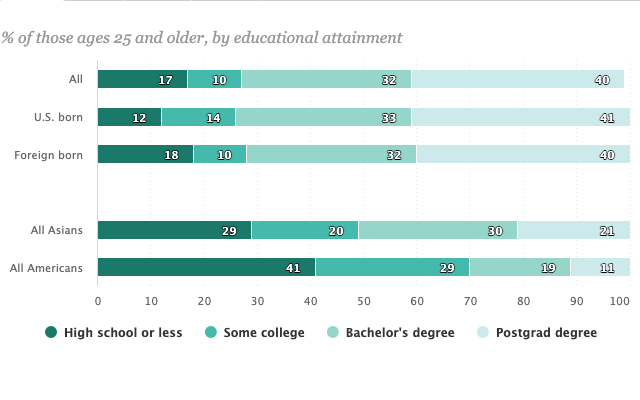 % of those ages 25 and older, by educational attainment
All 17 10 32 40
U.S. born 12 14 33 41
Foreign born 18 10 32 40
All Asians 29 20 30 21
All Americans 41 29 19 11
0 10 20 30 40 50 60 70 80 90 100
High school or less Some college Bachelor's degree Postgrad degree